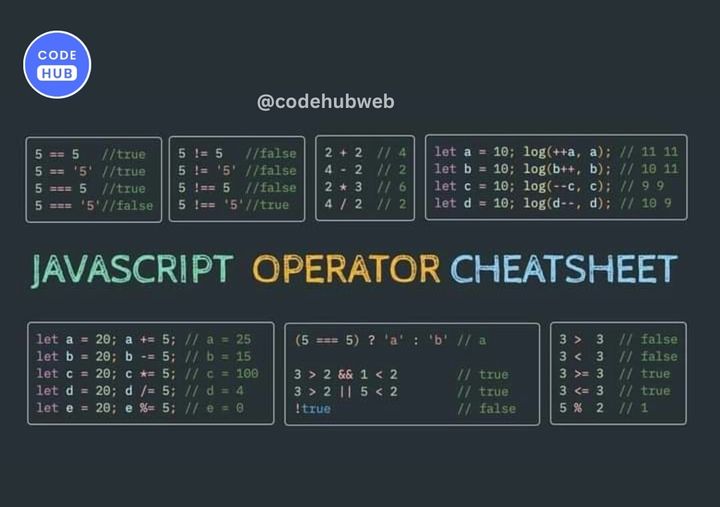 CODE
HUB
@codehubweb
5 == 5 //true
5 == '5' //true
5 === 5 //true
5 === '5'//false
5 != 5 //false
5 != '5' //false
5 !== 5 //false
5 !== '5'//true
2 + 2 // 4
4 - 2 // 2
2 * 3 // 6
4 / 2 // 2
let a = 10; log(++a, a); // 11 11
let b = 10; log(b++, b); // 10 11
let c = 10; log(--c, c); // 9 9
let d = 10; log(d--, d); // 10 9
JAVASCRIPT OPERATOR CHEATSHEET
let a = 20; a += 5; // a = 25
let b = 20; b -= 5; // b = 15
let c = 20; c *= 5; // c = 100
let d = 20; d /= 5; // d = 4
let e = 20; e %= 5; // e = 0
(5 === 5) ? 'a' : 'b' // a
3 > 2 && 1 < 2 // true
3 > 2 || 5 < 2 // true
!true // false
3 > 3 // false
3 < 3 // false
3 >= 3 // true
3 <= 3 // true
5 % 2 // 1